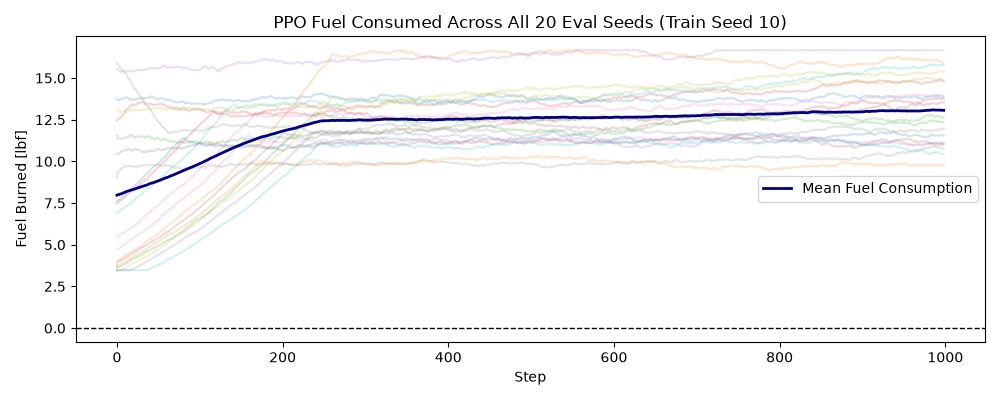 PPO Fuel Consumed Across All 20 Eval Seeds (Train Seed 10)
Fuel Burned [lbf]
15.0
12.5
10.0
7.5
5.0
2.5
0.0
Mean Fuel Consumption
0 200 400 600 800 1000
Step